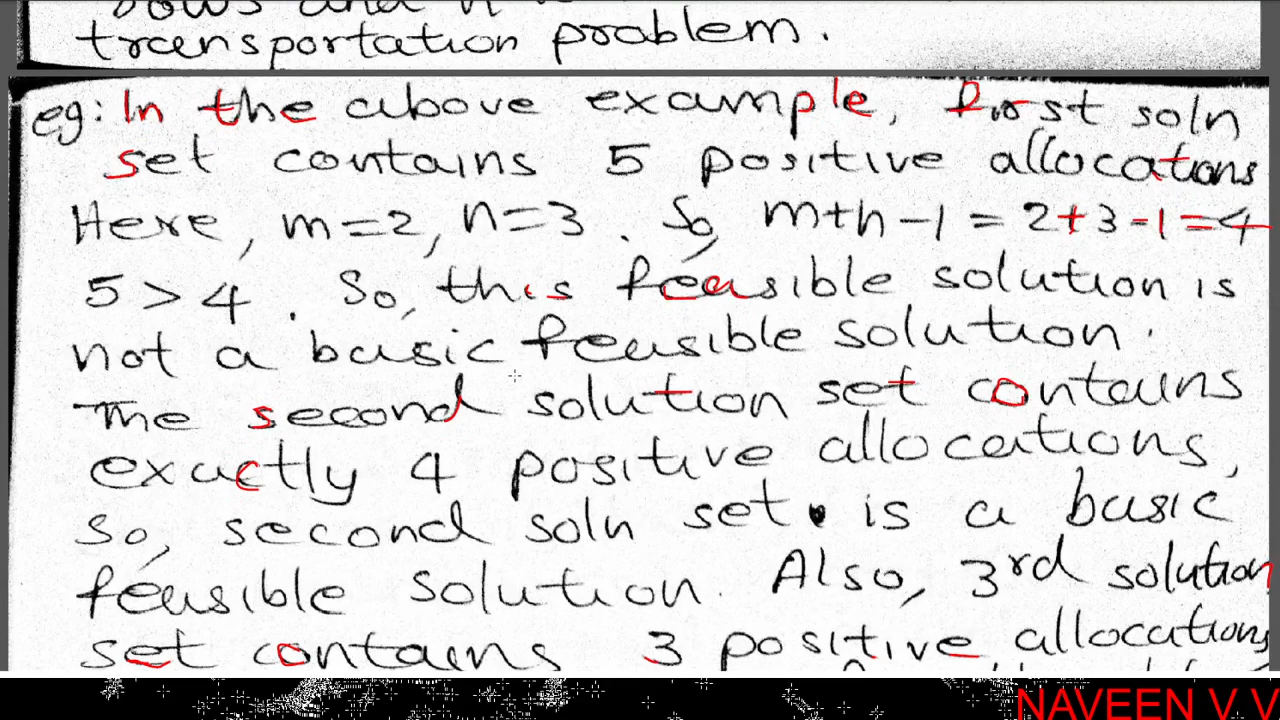 transportation problem.
eg: In the above example, first soln
set contains 5 positive allocations
Here, m=2, n=3. So, m+n-1 = 2+3-1=4
5 > 4. So, this feasible solution is
not a basic feasible solution.
The second solution set contains
exactly 4 positive allocations,
So, second soln set is a basic
feasible solution. Also, 3rd solution
set contains 3 positive allocations
NAVEEN V V